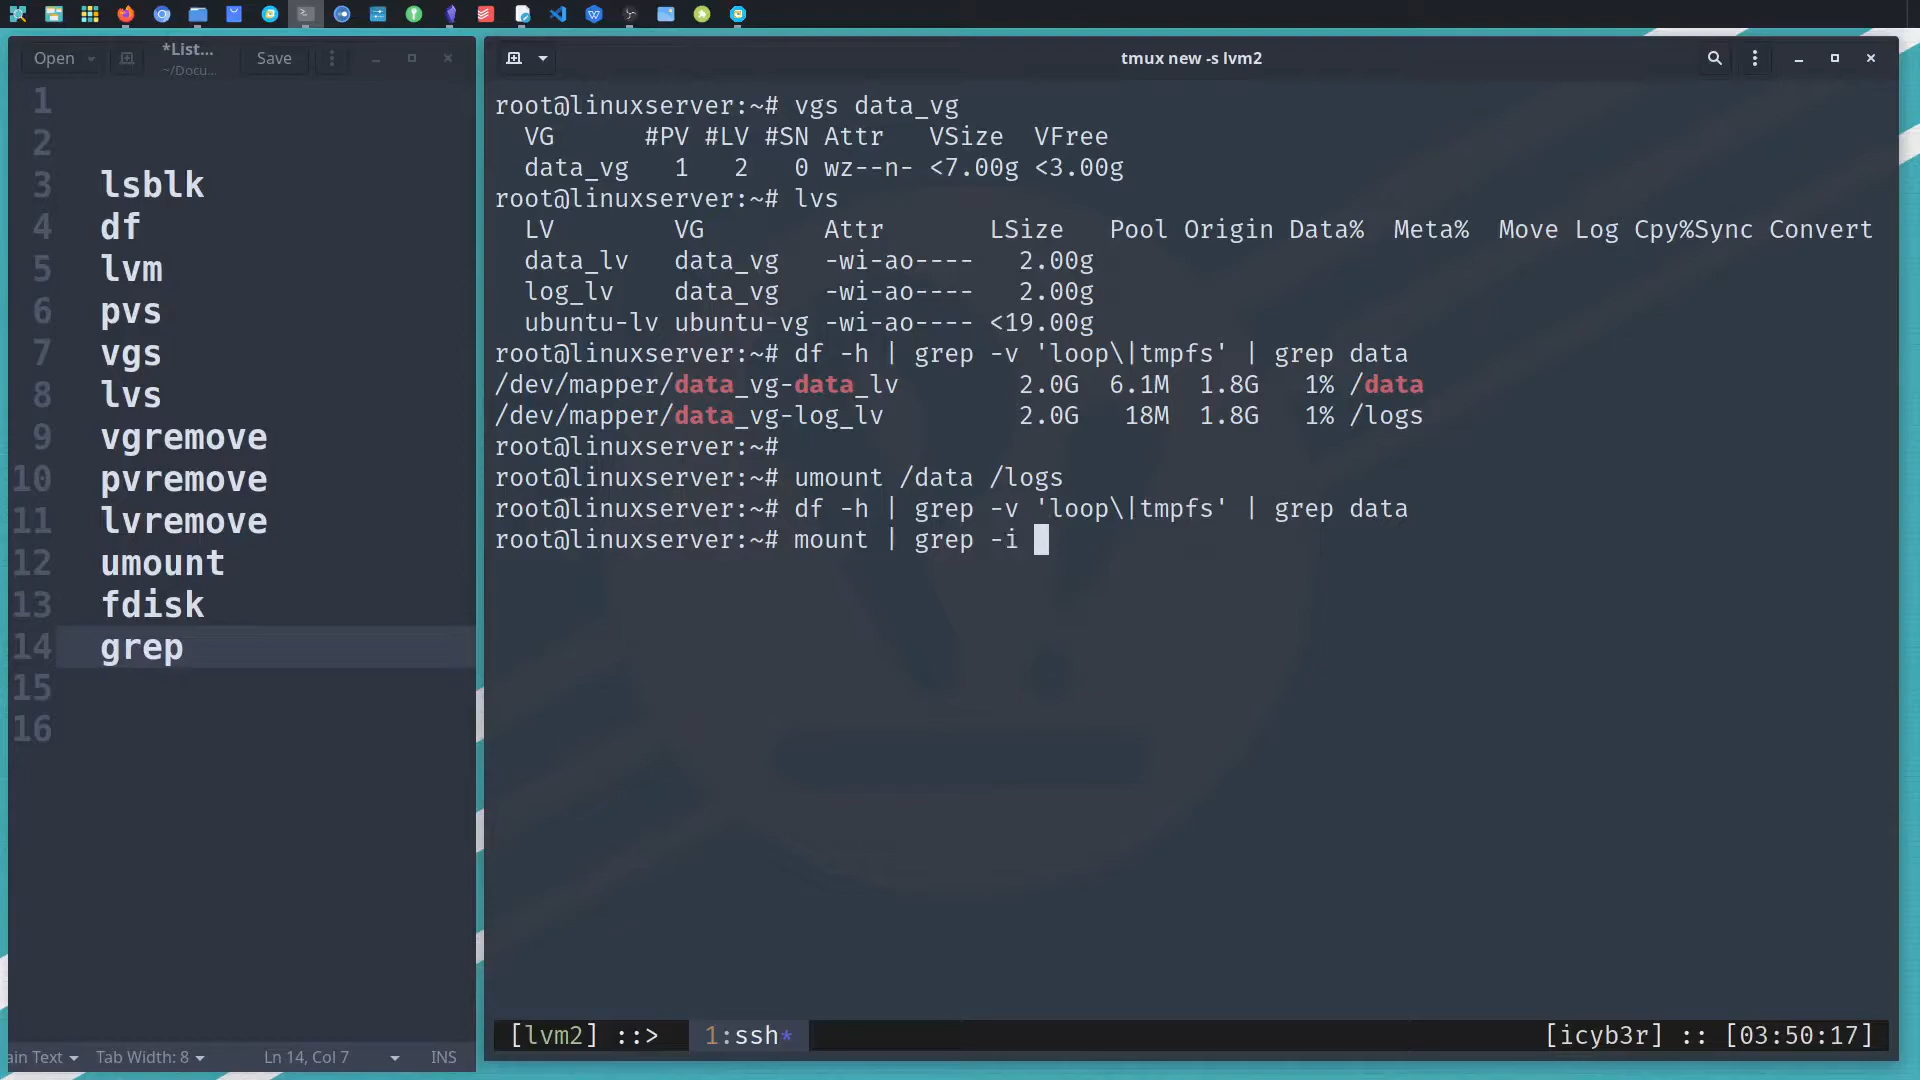 Open
*List...
~/Docu...
Save
1
2
3 lsblk
4 df
5 lvm
6 pvs
7 vgs
8 lvs
9 vgremove
10 pvremove
11 lvremove
12 umount
13 fdisk
14 grep
15
16
ain Text Tab Width: 8 Ln 14, Col 7 INS
tmux new -s lvm2
root@linuxserver:~# vgs data_vg
VG #PV #LV #SN Attr VSize VFree
data_vg 1 2 0 wz--n- <7.00g <3.00g
root@linuxserver:~# lvs
LV VG Attr LSize Pool Origin Data% Meta% Move Log Cpy%Sync Convert
data_lv data_vg -wi-ao---- 2.00g
log_lv data_vg -wi-ao---- 2.00g
ubuntu-lv ubuntu-vg -wi-ao---- <19.00g
root@linuxserver:~# df -h | grep -v 'loop\|tmpfs' | grep data
/dev/mapper/data_vg-data_lv 2.0G 6.1M 1.8G 1% /data
/dev/mapper/data_vg-log_lv 2.0G 18M 1.8G 1% /logs
root@linuxserver:~#
root@linuxserver:~# umount /data /logs
root@linuxserver:~# df -h | grep -v 'loop\|tmpfs' | grep data
root@linuxserver:~# mount | grep -i
[lvm2] ::> 1:ssh* [icyb3r] :: [03:50:17]